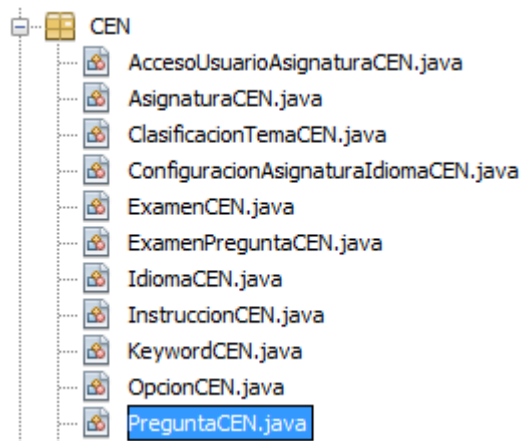 CEN
AccesoUsuarioAsignaturaCEN.java
AsignaturaCEN.java
ClasificacionTemaCEN.java
ConfiguracionAsignaturaIdiomaCEN.java
ExamenCEN.java
ExamenPreguntaCEN.java
IdiomaCEN.java
InstruccionCEN.java
KeywordCEN.java
OpcionCEN.java
PreguntaCEN.java